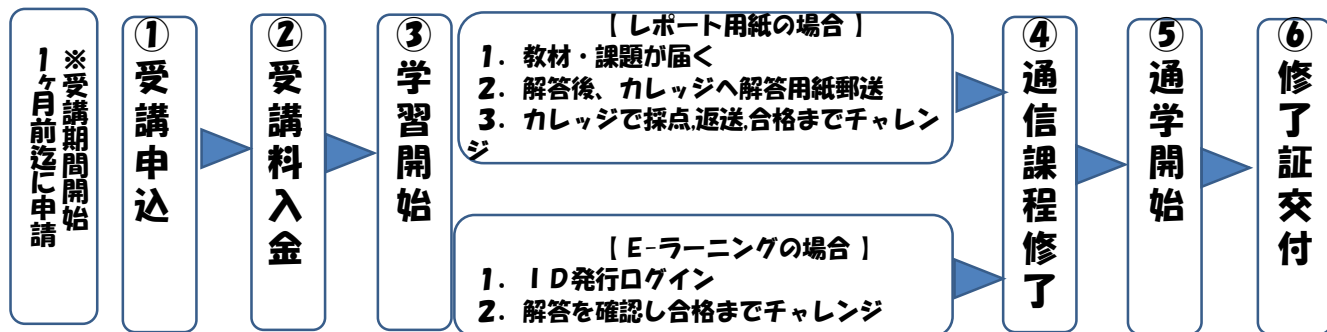 ※受講期間開始
１ヶ月前迄に申請
①受講申込
②受講料入金
③学習開始
【 レポート用紙の場合 】
１．教材・課題が届く
２．解答後、カレッジへ解答用紙郵送
３．カレッジで採点,返送,合格までチャレン
ジ
【 E-ラーニングの場合 】
１．ＩＤ発行ログイン
２．解答を確認し合格までチャレンジ
④通信課程修了
⑤通学開始
⑥修了証交付